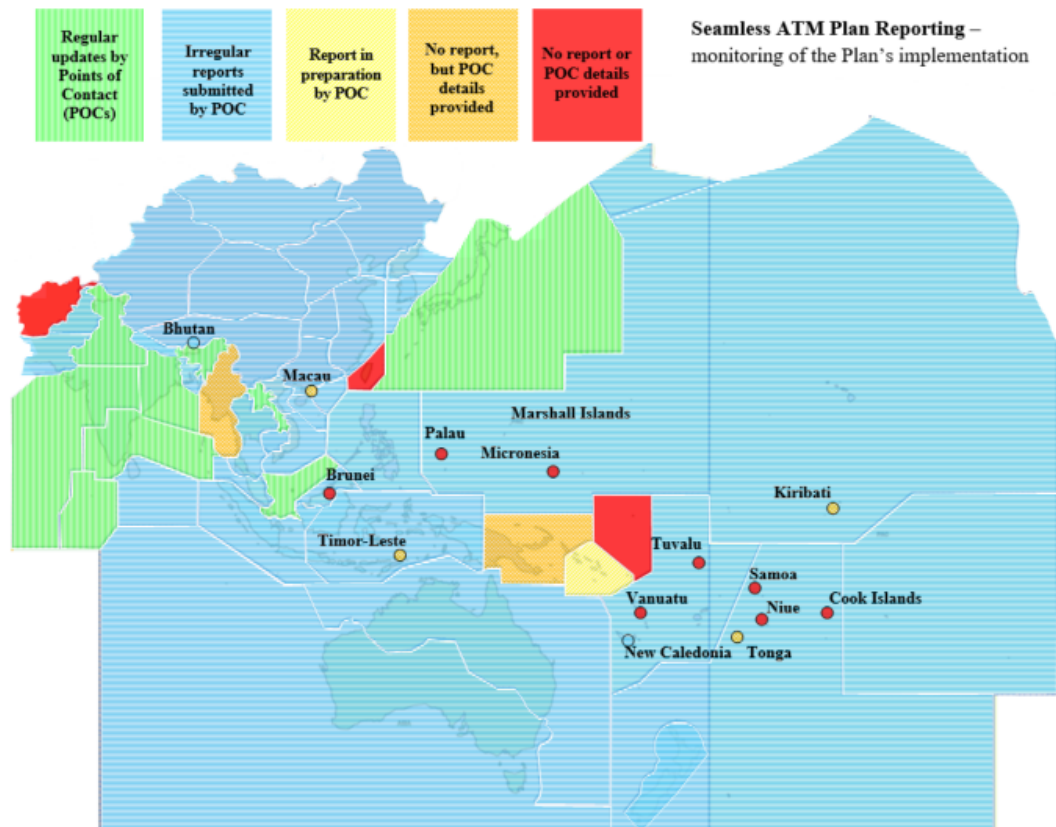 Regular
updates by
Points of
Contact
(POCs)
Irregular
reports
submitted
by POC
Report in
preparation
by POC
No report,
but POC
details
provided
No report or
POC details
provided
Seamless ATM Plan Reporting –
monitoring of the Plan's implementation
Bhutan
Macau
Marshall Islands
Palau
Micronesia
Brunei
Kiribati
Timor-Leste
Tuvalu
Samoa
Vanuatu
Niue
Cook Islands
New Caledonia
Tonga